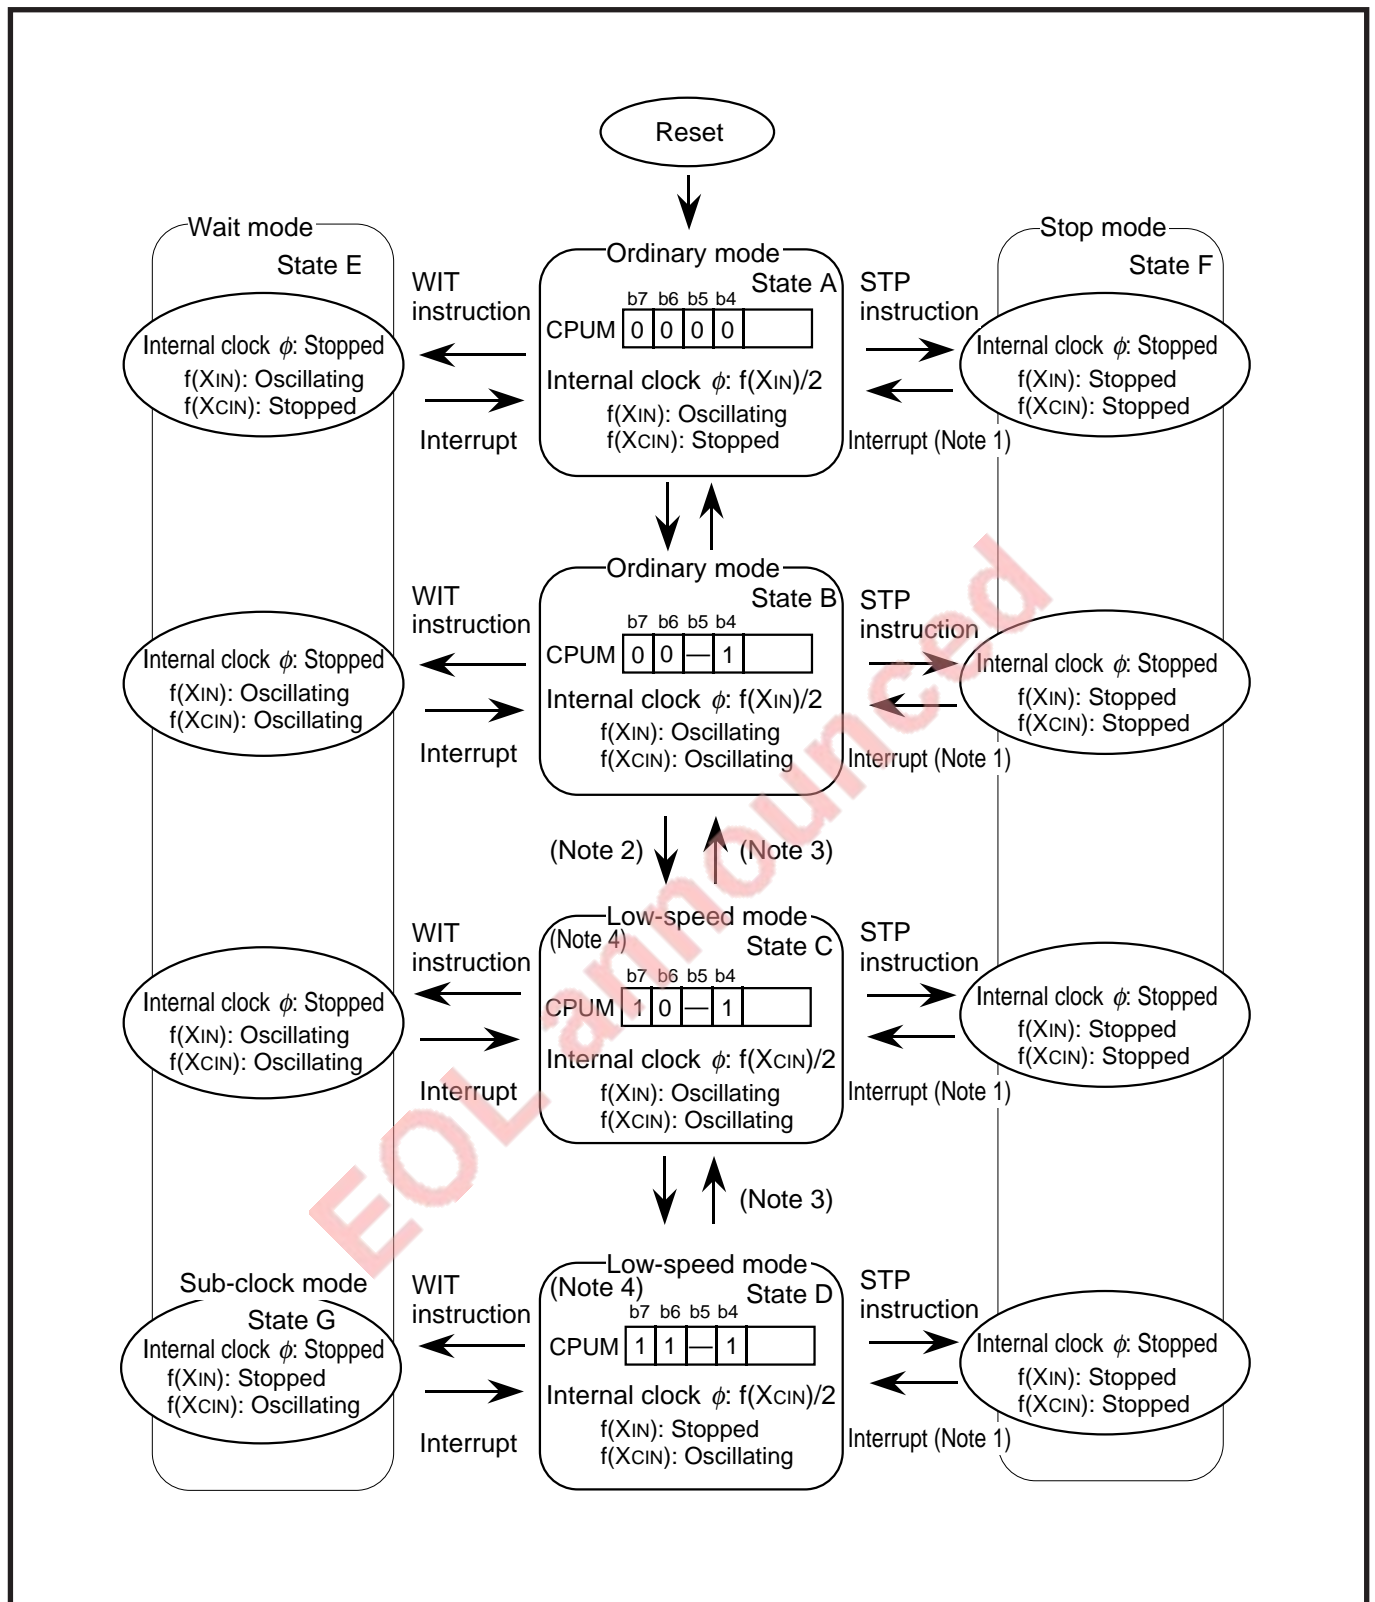 Reset
Wait mode
State E
Internal clock φ: Stopped
f(XIN): Oscillating
f(XCIN): Stopped
WIT
instruction
Interrupt
Ordinary mode
State A
b7 b6 b5 b4
CPUM 0 0 0 0
Internal clock φ: f(XIN)/2
f(XIN): Oscillating
f(XCIN): Stopped
STP
instruction
Interrupt (Note 1)
Stop mode
State F
Internal clock φ: Stopped
f(XIN): Stopped
f(XCIN): Stopped
Internal clock φ: Stopped
f(XIN): Oscillating
f(XCIN): Oscillating
WIT
instruction
Interrupt
Ordinary mode
State B
b7 b6 b5 b4
CPUM 0 0 — 1
Internal clock φ: f(XIN)/2
f(XIN): Oscillating
f(XCIN): Oscillating
STP
instruction
Interrupt (Note 1)
Internal clock φ: Stopped
f(XIN): Stopped
f(XCIN): Stopped
(Note 2)
(Note 3)
Internal clock φ: Stopped
f(XIN): Oscillating
f(XCIN): Oscillating
WIT
instruction
Interrupt
Low-speed mode
(Note 4)
State C
b7 b6 b5 b4
CPUM 1 0 — 1
Internal clock φ: f(XCIN)/2
f(XIN): Oscillating
f(XCIN): Oscillating
STP
instruction
Interrupt (Note 1)
Internal clock φ: Stopped
f(XIN): Stopped
f(XCIN): Stopped
(Note 3)
Sub-clock mode
State G
Internal clock φ: Stopped
f(XIN): Stopped
f(XCIN): Oscillating
WIT
instruction
Interrupt
Low-speed mode
(Note 4)
State D
b7 b6 b5 b4
CPUM 1 1 — 1
Internal clock φ: f(XCIN)/2
f(XIN): Stopped
f(XCIN): Oscillating
STP
instruction
Interrupt (Note 1)
Internal clock φ: Stopped
f(XIN): Stopped
f(XCIN): Stopped
EOL announced